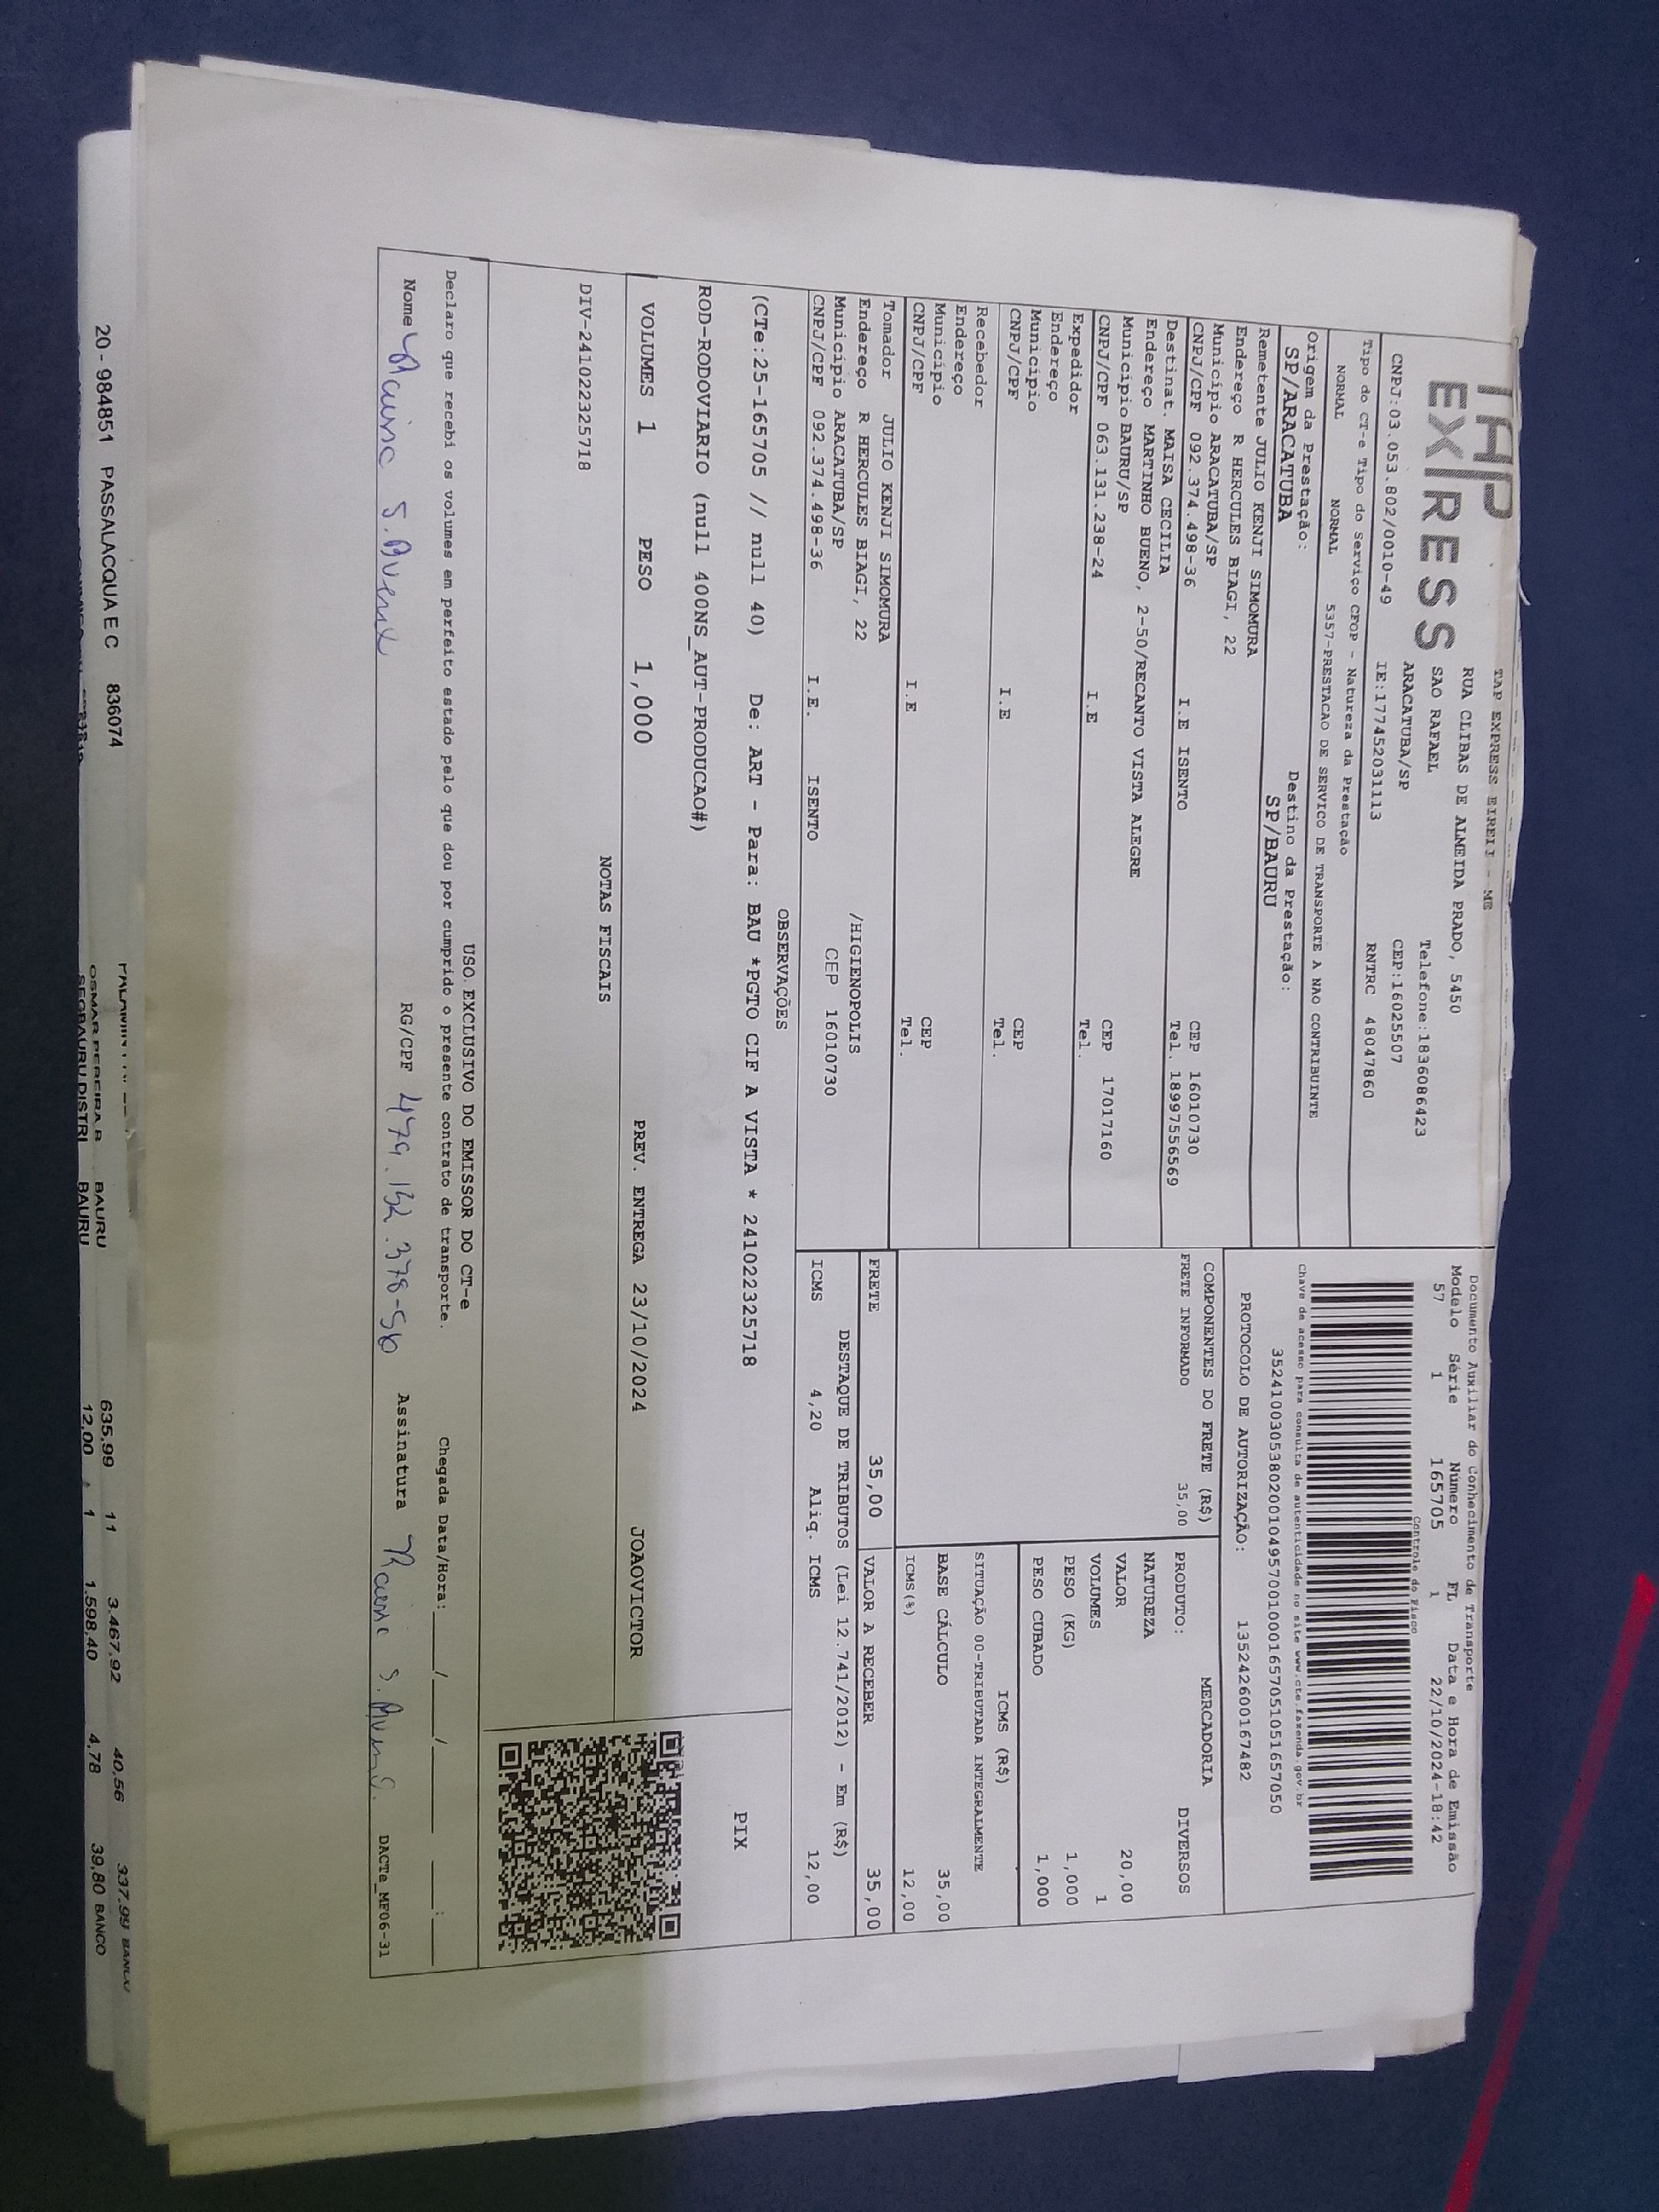 TAP
EXPRESS
TAP EXPRESS EIRELI - ME
RUA CLIBAS DE ALMEIDA PRADO, 5450
SAO RAFAEL Telefone:1836086423
ARACATUBA/SP CEP:16025507
CNPJ:03.053.802/0010-49 IE:177452031113 RNTRC 48047860
Tipo do CT-e Tipo do Serviço CFOP - Natureza da Prestação
NORMAL NORMAL 5357-PRESTACAO DE SERVICO DE TRANSPORTE A NAO CONTRIBUINTE
Origem da Prestação: Destino da Prestação:
SP/ARACATUBA SP/BAURU
Remetente JULIO KENJI SIMOMURA
Endereço R HERCULES BIAGI, 22
Município ARACATUBA/SP CEP 16010730
CNPJ/CPF 092.374.498-36 I.E ISENTO Tel. 18997556569
Destinat. MAISA CECILIA
Endereço MARTINHO BUENO, 2-50/RECANTO VISTA ALEGRE
Município BAURU/SP CEP 17017160
CNPJ/CPF 063.131.238-24 I.E Tel.
Expedidor
Endereço
Município CEP
CNPJ/CPF I.E Tel.
Recebedor
Endereço
Município CEP
CNPJ/CPF I.E Tel.
Tomador JULIO KENJI SIMOMURA
Endereço R HERCULES BIAGI, 22 /HIGIENOPOLIS
Município ARACATUBA/SP CEP 16010730
CNPJ/CPF 092.374.498-36 I.E. ISENTO
Documento Auxiliar do Conhecimento de Transporte
Modelo Série Número FL Data e Hora de Emissão
57 1 165705 1 22/10/2024-18:42
Controle do Fisco
Chave de acesso para consulta de autenticidade no site www.cte.fazenda.gov.br
35241003053802001049570010001657051051657050
PROTOCOLO DE AUTORIZAÇÃO: 135242600167482
COMPONENTES DO FRETE (R$)
FRETE INFORMADO 35,00
MERCADORIA
PRODUTO: DIVERSOS
NATUREZA
VALOR 20,00
VOLUMES 1
PESO (KG) 1,000
PESO CUBADO 1,000
ICMS (R$)
SITUAÇÃO 00-TRIBUTADA INTEGRALMENTE
BASE CÁLCULO 35,00
ICMS(%) 12,00
FRETE 35,00 VALOR A RECEBER 35,00
DESTAQUE DE TRIBUTOS (Lei 12.741/2012) - Em (R$)
ICMS 4,20 Aliq. ICMS 12,00
OBSERVAÇÕES
(CTe:25-165705 // null 40) De: ART - Para: BAU *PGTO CIF A VISTA * 241022325718
ROD-RODOVIARIO (null 400NS_AUT-PRODUCAO#)
PIX
VOLUMES 1 PESO 1,000 PREV. ENTREGA 23/10/2024 JOAOVICTOR
NOTAS FISCAIS
DIV-241022325718
USO EXCLUSIVO DO EMISSOR DO CT-e
Declaro que recebi os volumes em perfeito estado pelo que dou por cumprido o presente contrato de transporte. Chegada Data/Hora:____/____/____ ____:____
Nome RG/CPF 479.132.378-50 Assinatura DACTe_MF06-31
635,99 11 3.467,92 40,56 337,99 BANCO
20 - 984851 PASSALACQUA E C 836074 OSMAR PEREIRA R BAURU 12,00 1 1.598,40 4,78 39,80 BANCO
SEGBAURU DISTRI BAURU